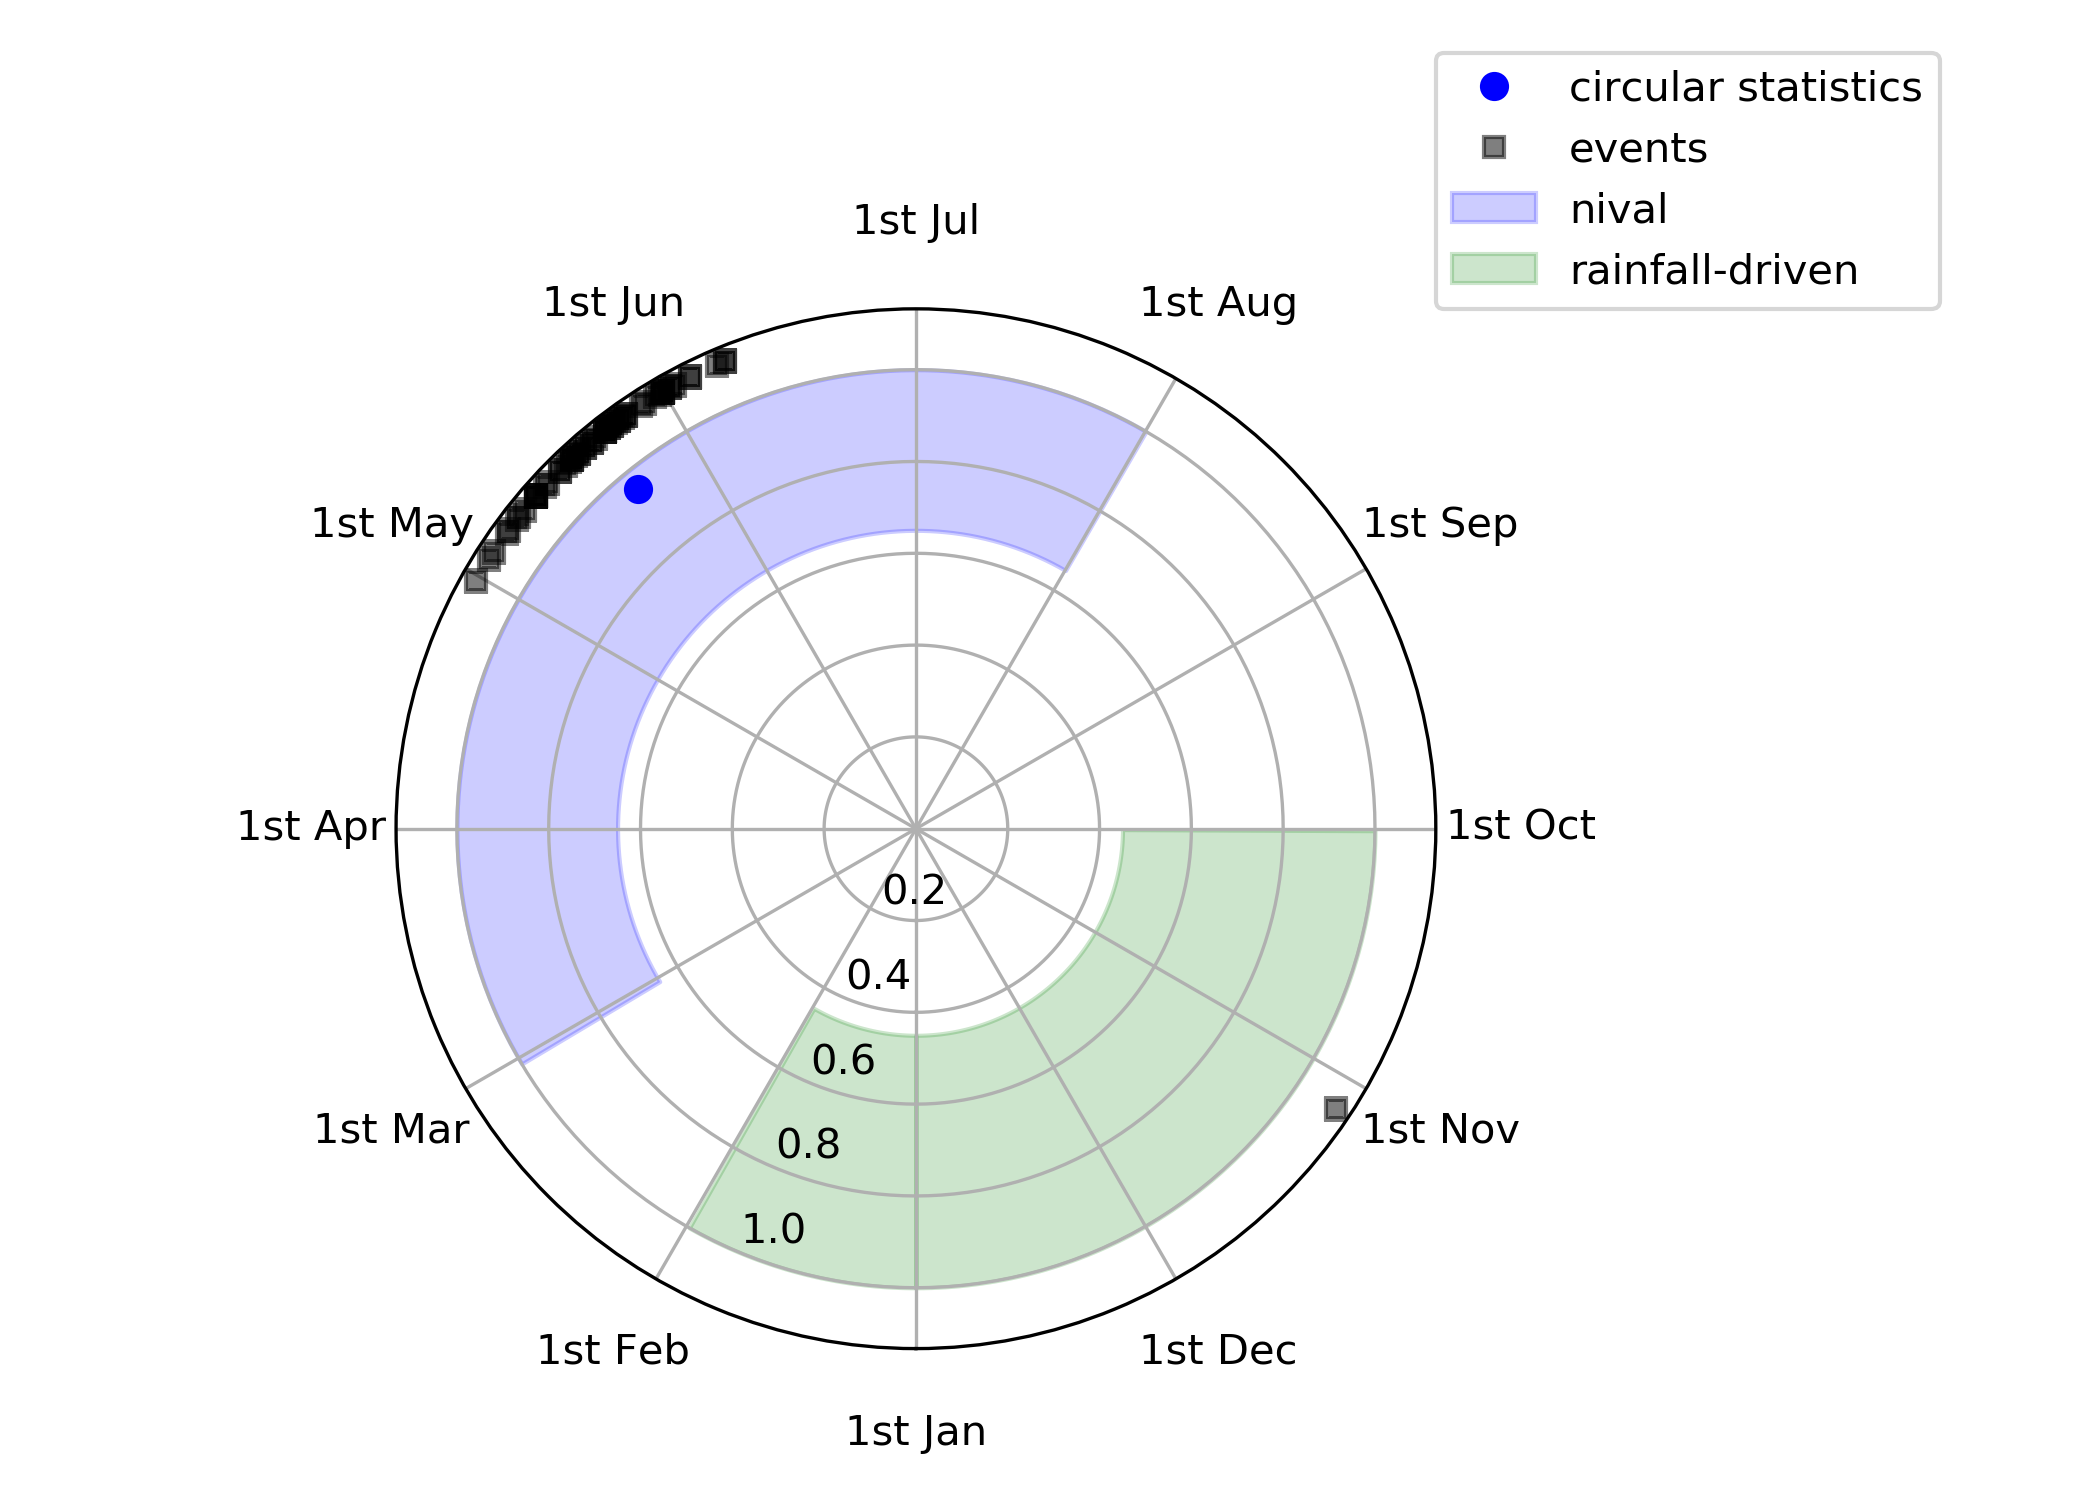 circular statistics
events
nival
rainfall-driven
1st Jul
1st Jun
1st Aug
1st May
1st Sep
1st Apr
1st Oct
0.2
0.4
0.6
0.8
1.0
1st Mar
1st Nov
1st Feb
1st Dec
1st Jan